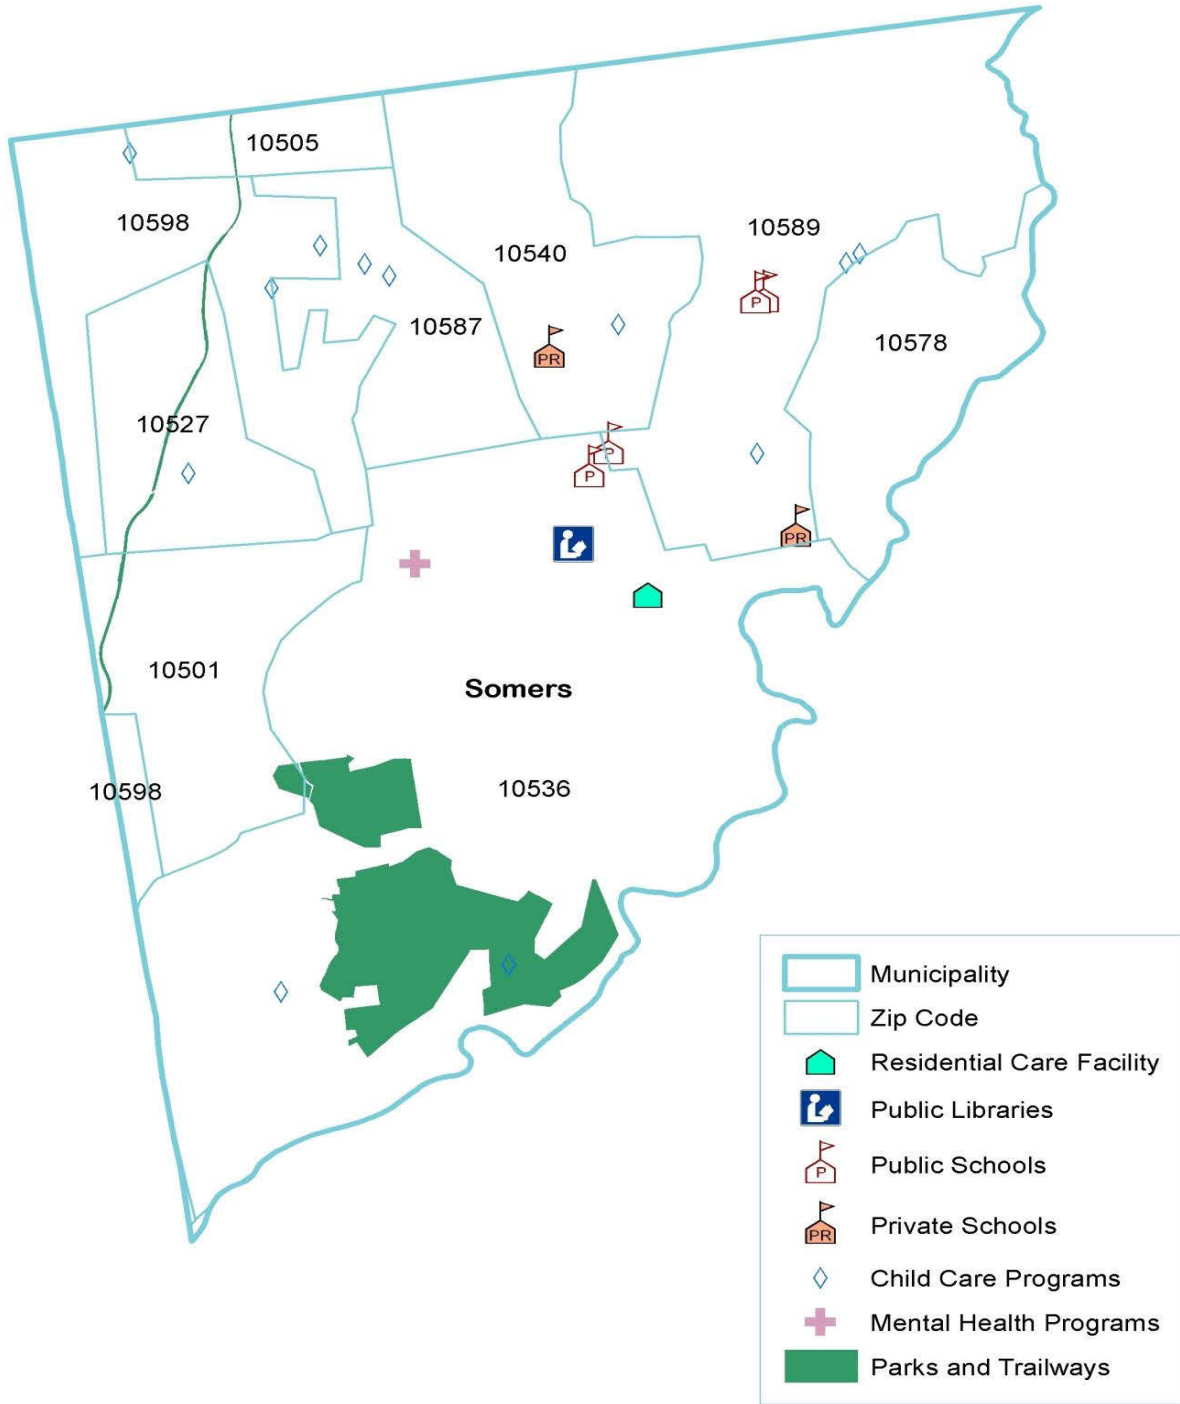 10505
10598
10589
10540
10587
10578
10527
P
PR
P
P
PR
10501
Somers
10598
10536
Municipality
Zip Code
Residential Care Facility
Public Libraries
P
Public Schools
PR
Private Schools
Child Care Programs
Mental Health Programs
Parks and Trailways